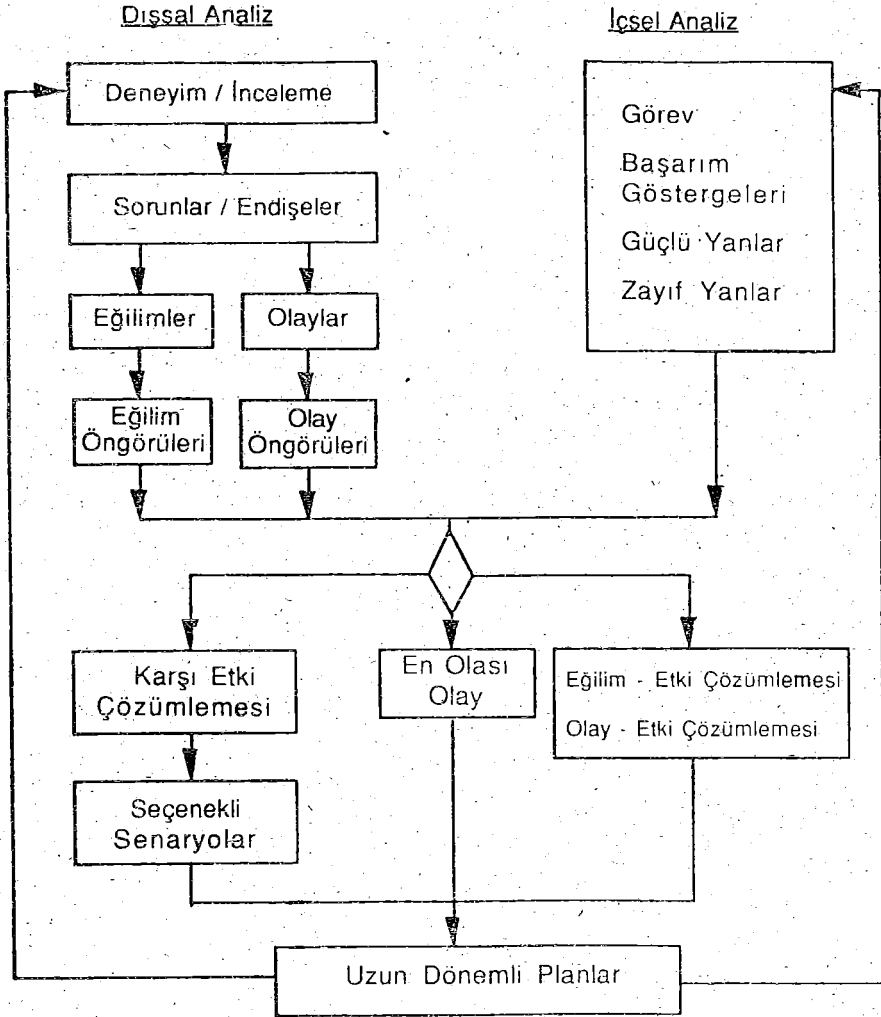 Dışsal Analiz
İçsel Analiz
Deneyim / İnceleme
Sorunlar / Endişeler
Eğilimler
Olaylar
Eğilim
Öngörüleri
Olay
Öngörüleri
Görev
Başarım
Göstergeleri
Güçlü Yanlar
Zayıf Yanlar
Karşı Etki
Çözümlemesi
En Olası
Olay
Eğilim - Etki Çözümlemesi
Olay - Etki Çözümlemesi
Seçenekli
Senaryolar
Uzun Dönemli Planlar